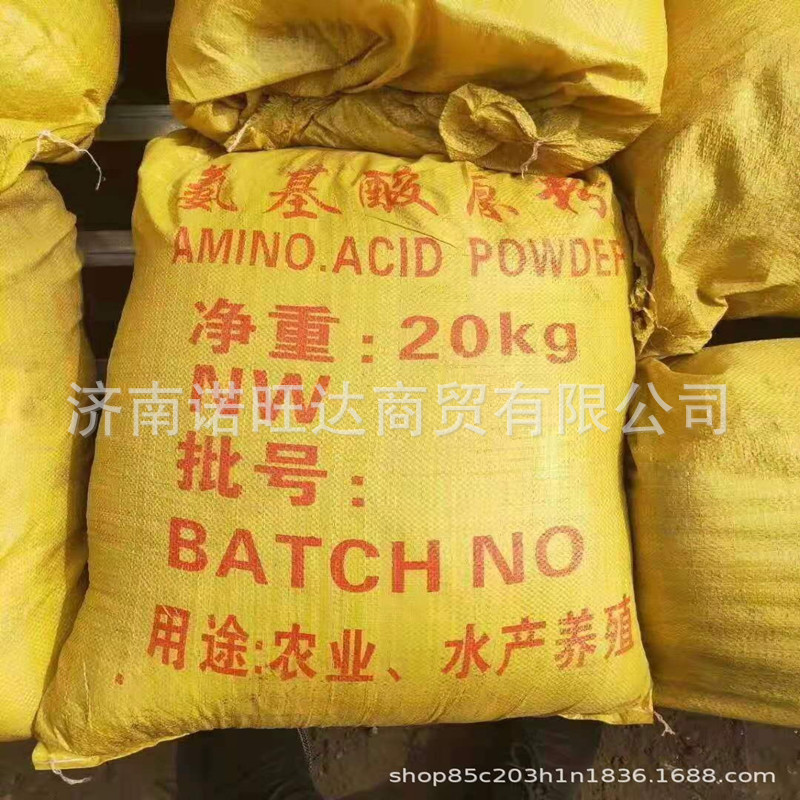 氨基酸原粉
AMINO.ACID POWDER
净重:20kg
NW
济南诺旺达商贸有限公司
批号:
BATCH NO
用途:农业、水产养殖
shop85c203h1n1836.1688.com